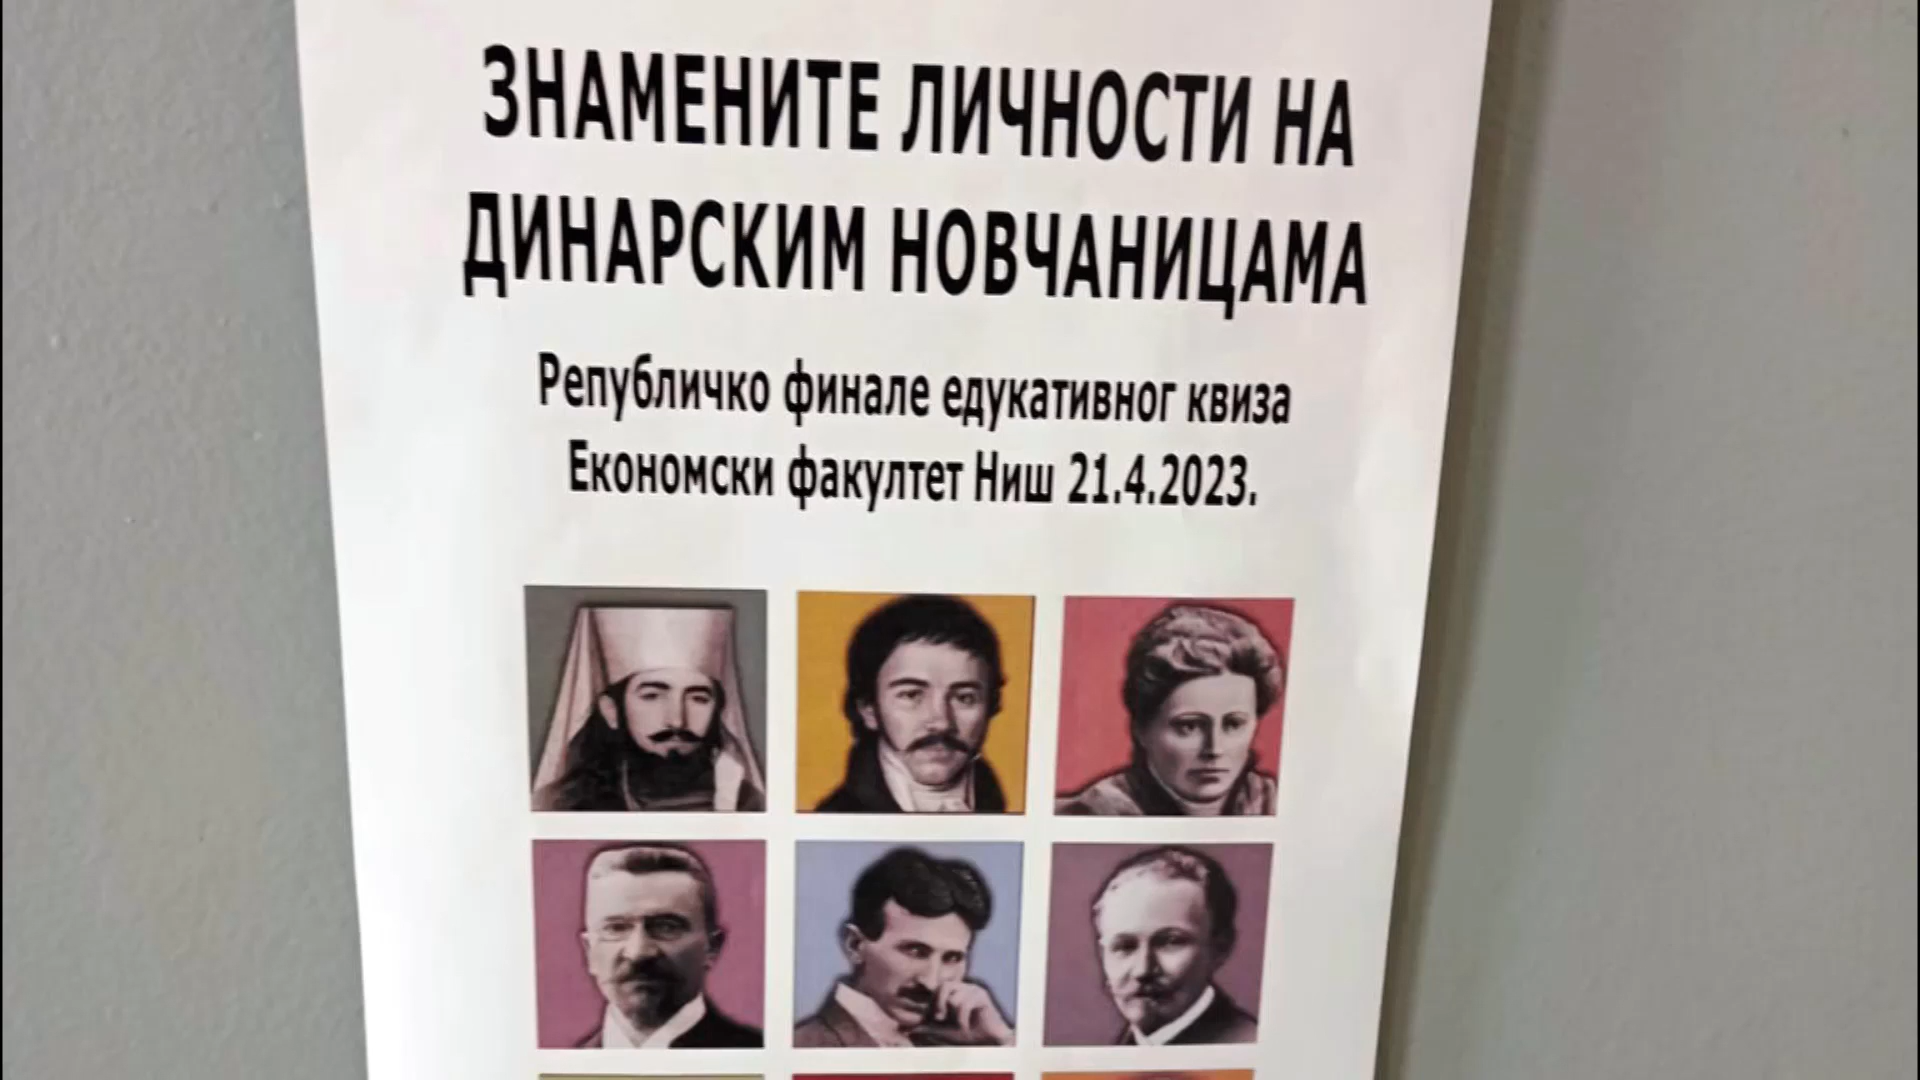 ЗНАМЕНИТЕ ЛИЧНОСТИ НА
ДИНАРСКИМ НОВЧАНИЦАМА
Републичко финале едукативног квиза
Економски факултет Ниш 21.4.2023.